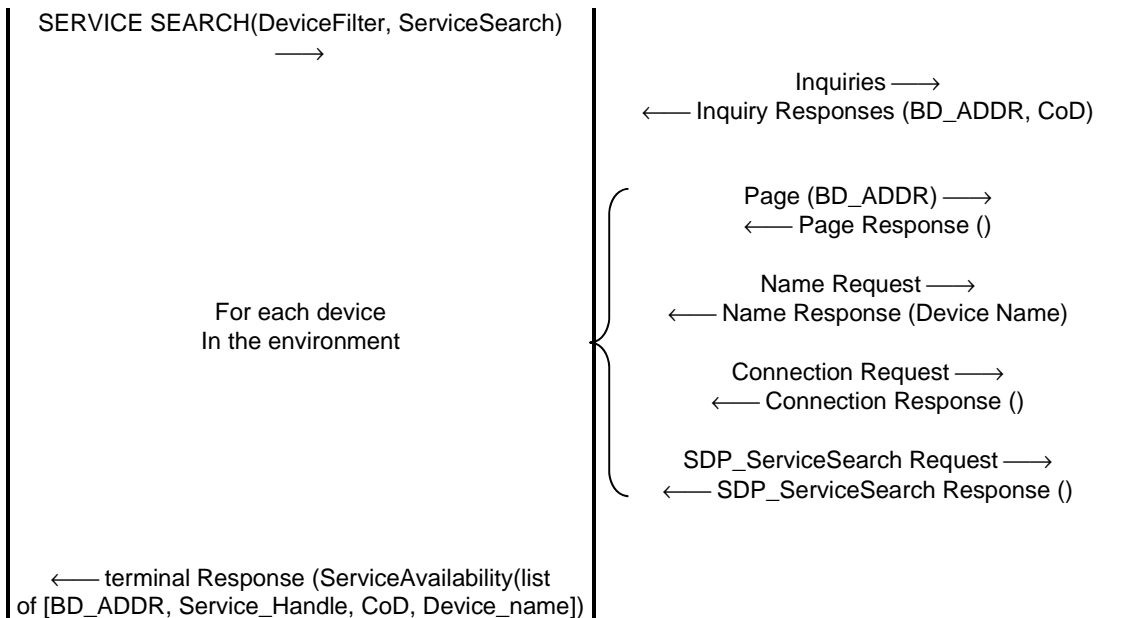 SERVICE SEARCH(DeviceFilter, ServiceSearch)
⟶
Inquiries ⟶
⟵ Inquiry Responses (BD_ADDR, CoD)
Page (BD_ADDR) ⟶
⟵ Page Response ()
Name Request ⟶
⟵ Name Response (Device Name)
For each device
In the environment
Connection Request ⟶
⟵ Connection Response ()
SDP_ServiceSearch Request ⟶
⟵ SDP_ServiceSearch Response ()
⟵ terminal Response (ServiceAvailability(list
of [BD_ADDR, Service_Handle, CoD, Device_name])